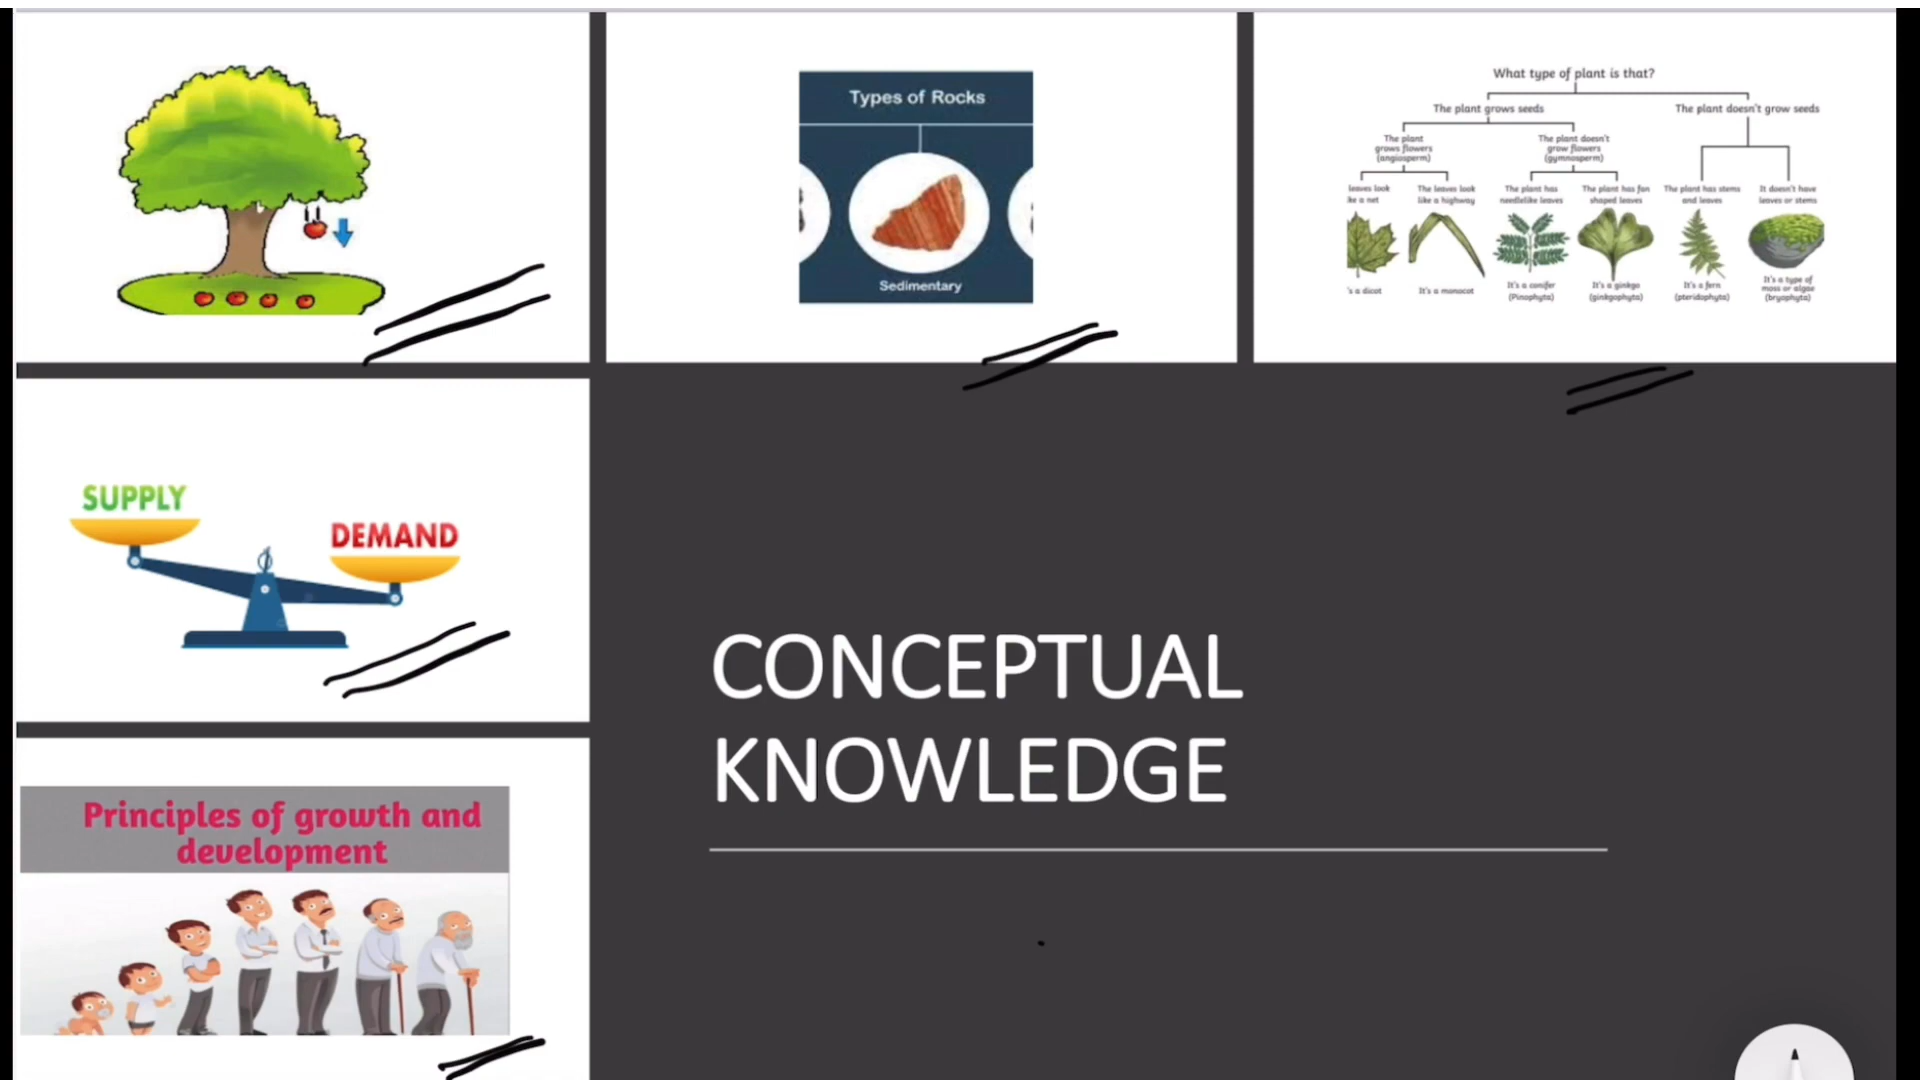 Types of Rocks
Sedimentary
What type of plant is that?
The plant grows seeds
The plant doesn't grow seeds
The plant
grows flowers
(angiosperm)
The plant doesn't
grow flowers
(gymnosperm)
leaves look
ke a net
The leaves look
like a highway
The plant has
needlelike leaves
The plant has fan
shaped leaves
The plant has stems
and leaves
It doesn't have
leaves or stems
's a dicot
It's a monocot
It's a conifer
(Pinophyta)
It's a ginkgo
(ginkgophyta)
It's a fern
(pteridophyta)
It's a type of
moss or algae
(bryophyta)
SUPPLY
DEMAND
CONCEPTUAL
KNOWLEDGE
Principles of growth and
development